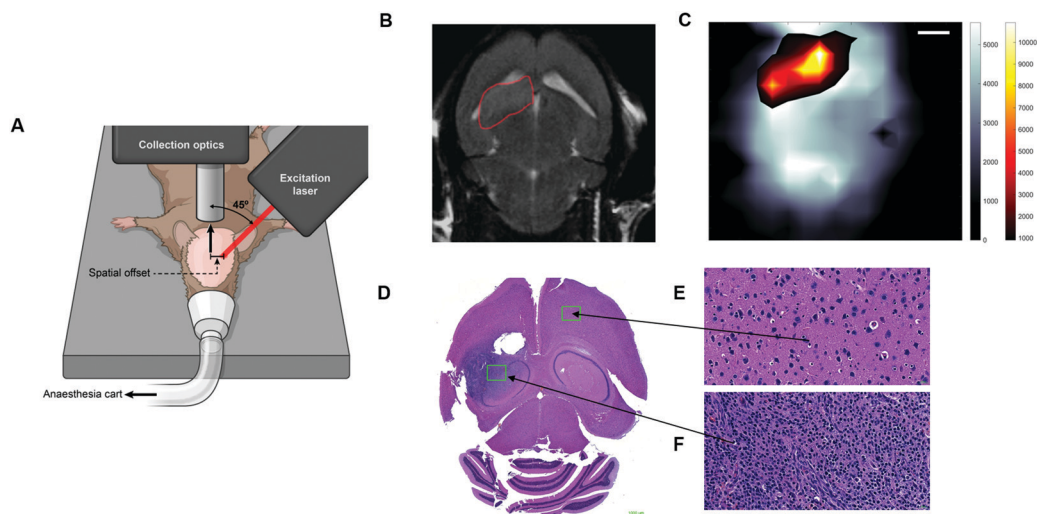 A
Collection optics
Excitation
laser
45º
Spatial offset
Anaesthesia cart
B
C
5000
4000
3000
2000
1000
0
10000
9000
8000
7000
6000
5000
4000
3000
2000
1000
D
E
F